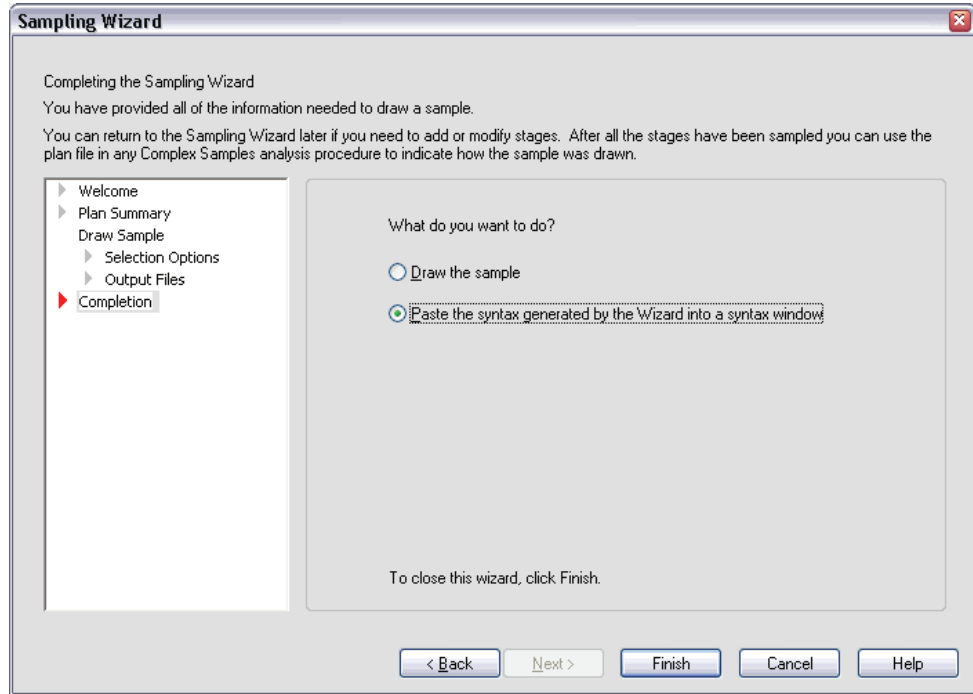 Sampling Wizard
Completing the Sampling Wizard
You have provided all of the information needed to draw a sample.
You can return to the Sampling Wizard later if you need to add or modify stages. After all the stages have been sampled you can use the
plan file in any Complex Samples analysis procedure to indicate how the sample was drawn.
Welcome
Plan Summary
Draw Sample
Selection Options
Output Files
Completion
What do you want to do?
Draw the sample
Paste the syntax generated by the Wizard into a syntax window
To close this wizard, click Finish.
< Back Next > Finish Cancel Help